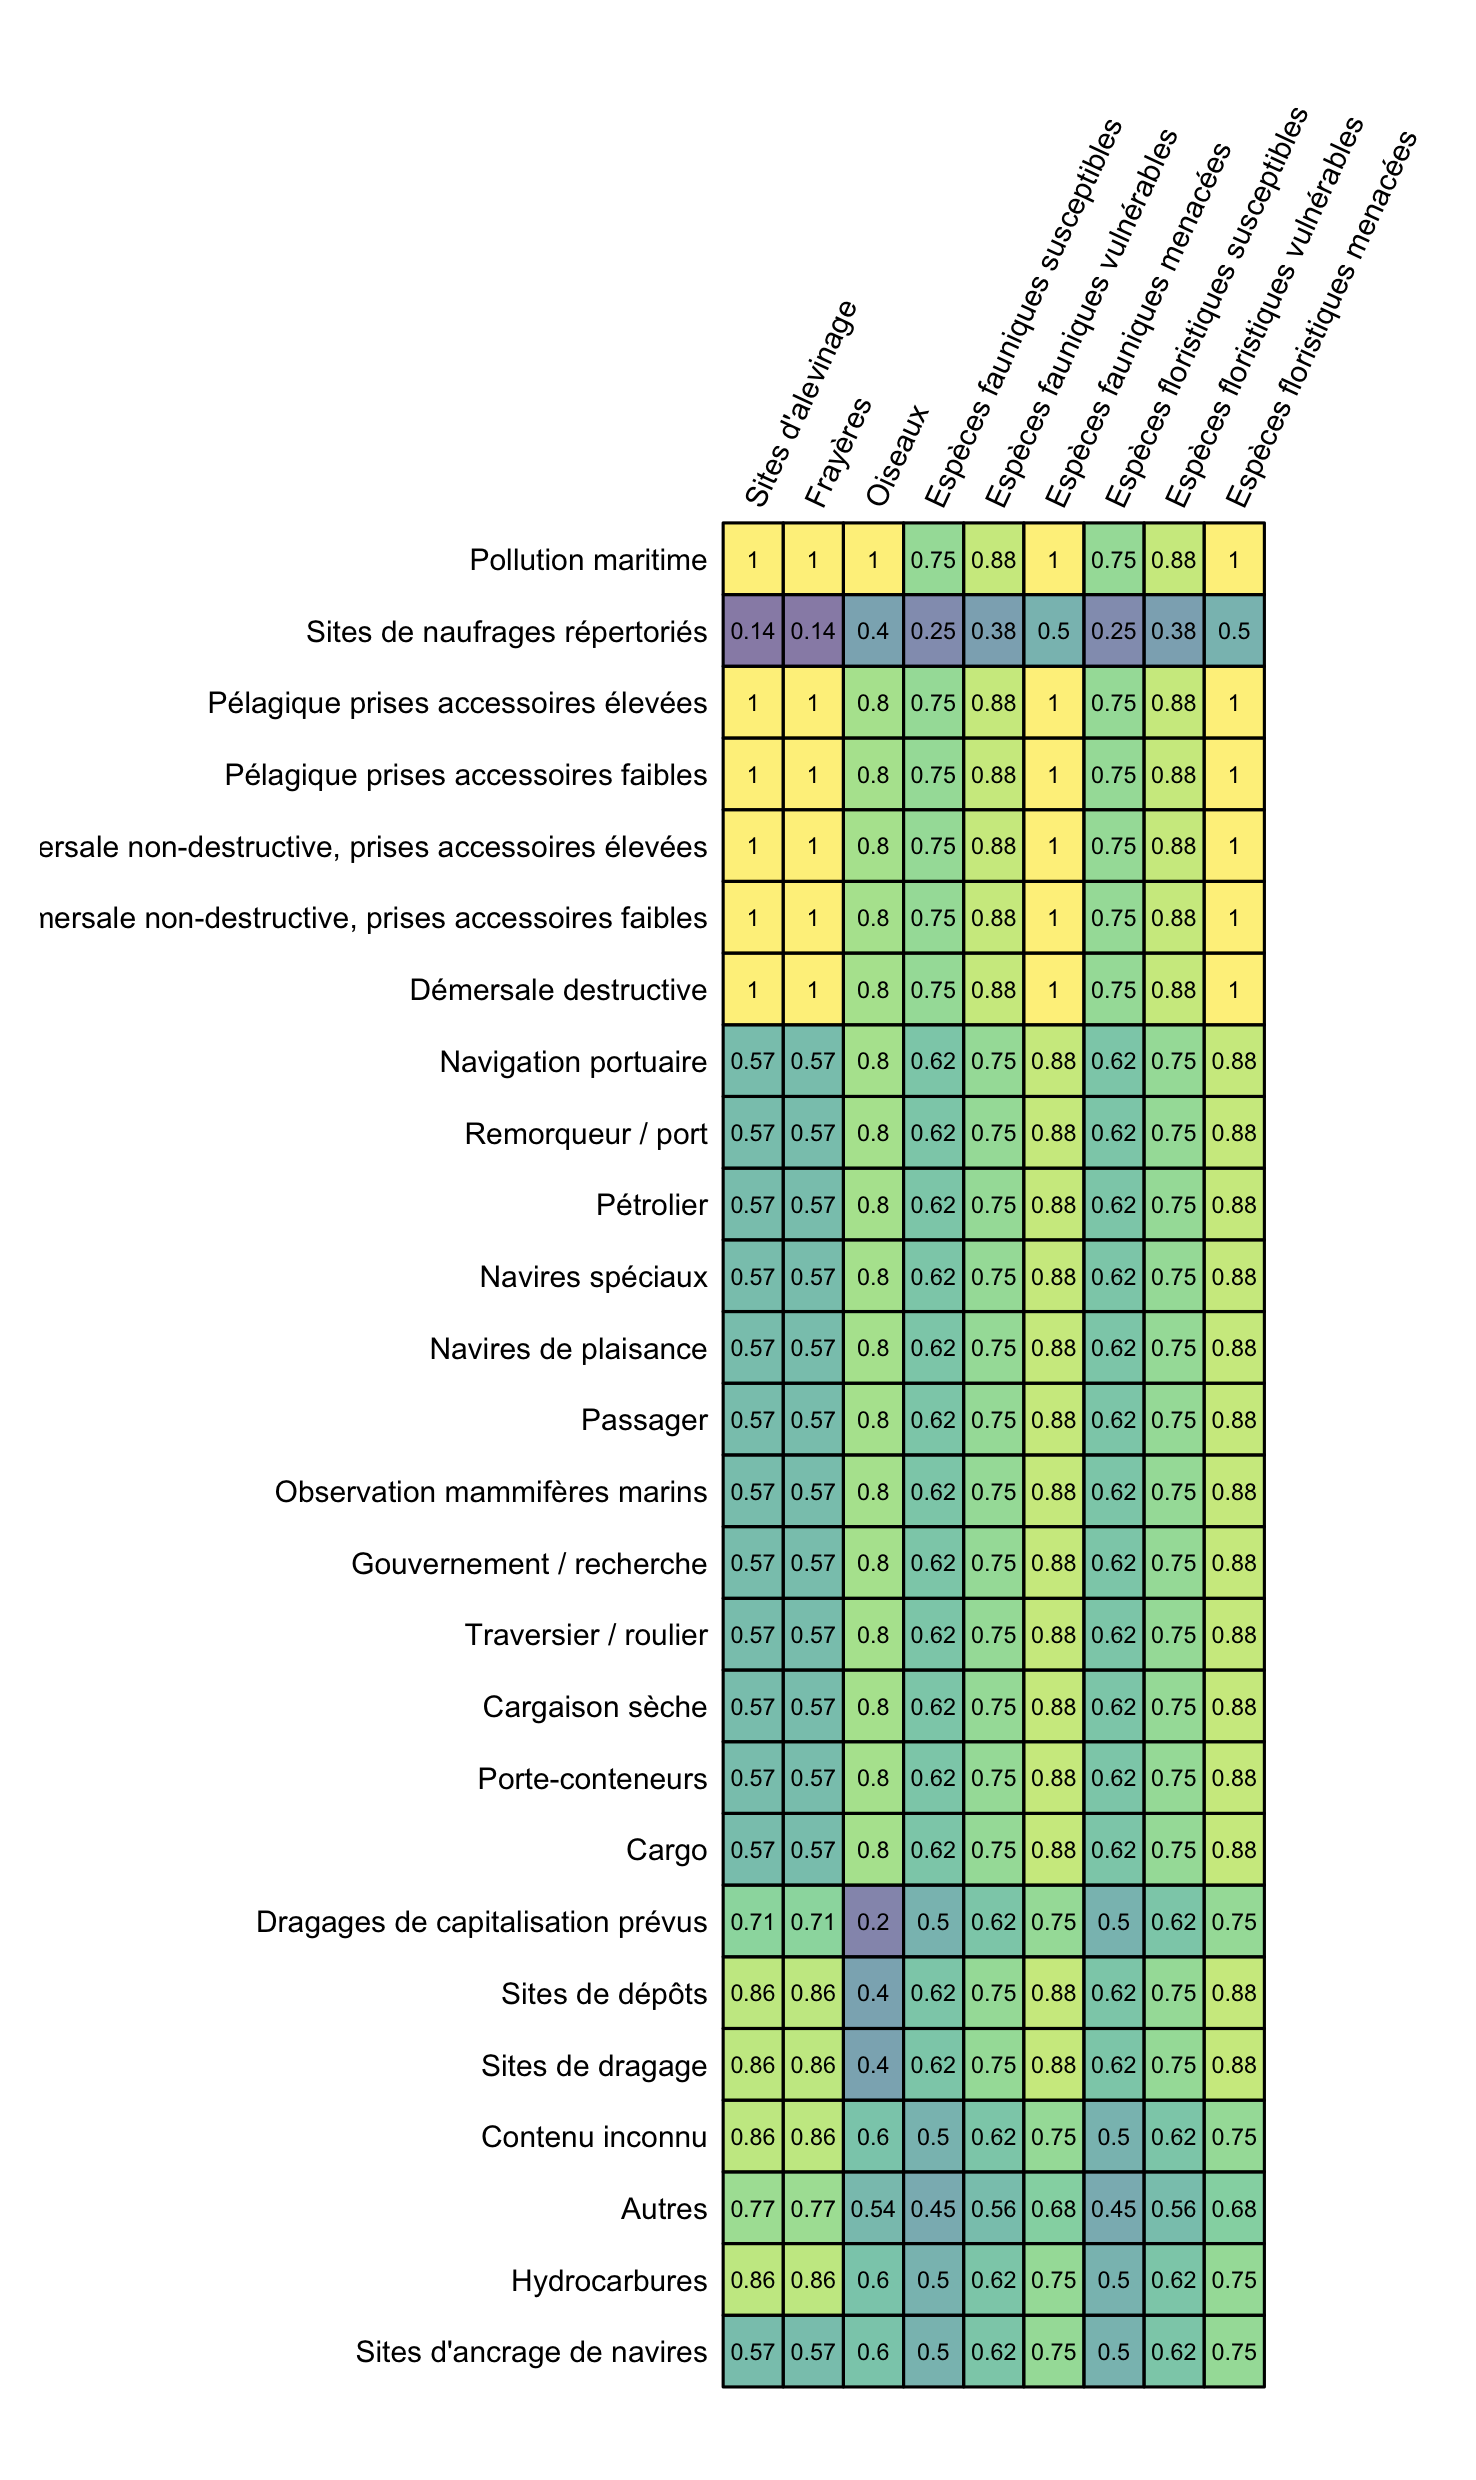 Sites d'alevinage
Frayères
Oiseaux
Espèces fauniques susceptibles
Espèces fauniques vulnérables
Espèces fauniques menacées
Espèces floristiques susceptibles
Espèces floristiques vulnérables
Espèces floristiques menacées
Pollution maritime 1 1 1 0.75 0.88 1 0.75 0.88 1
Sites de naufrages répertoriés 0.14 0.14 0.4 0.25 0.38 0.5 0.25 0.38 0.5
Pélagique prises accessoires élevées 1 1 0.8 0.75 0.88 1 0.75 0.88 1
Pélagique prises accessoires faibles 1 1 0.8 0.75 0.88 1 0.75 0.88 1
ersale non-destructive, prises accessoires élevées 1 1 0.8 0.75 0.88 1 0.75 0.88 1
mersale non-destructive, prises accessoires faibles 1 1 0.8 0.75 0.88 1 0.75 0.88 1
Démersale destructive 1 1 0.8 0.75 0.88 1 0.75 0.88 1
Navigation portuaire 0.57 0.57 0.8 0.62 0.75 0.88 0.62 0.75 0.88
Remorqueur / port 0.57 0.57 0.8 0.62 0.75 0.88 0.62 0.75 0.88
Pétrolier 0.57 0.57 0.8 0.62 0.75 0.88 0.62 0.75 0.88
Navires spéciaux 0.57 0.57 0.8 0.62 0.75 0.88 0.62 0.75 0.88
Navires de plaisance 0.57 0.57 0.8 0.62 0.75 0.88 0.62 0.75 0.88
Passager 0.57 0.57 0.8 0.62 0.75 0.88 0.62 0.75 0.88
Observation mammifères marins 0.57 0.57 0.8 0.62 0.75 0.88 0.62 0.75 0.88
Gouvernement / recherche 0.57 0.57 0.8 0.62 0.75 0.88 0.62 0.75 0.88
Traversier / roulier 0.57 0.57 0.8 0.62 0.75 0.88 0.62 0.75 0.88
Cargaison sèche 0.57 0.57 0.8 0.62 0.75 0.88 0.62 0.75 0.88
Porte-conteneurs 0.57 0.57 0.8 0.62 0.75 0.88 0.62 0.75 0.88
Cargo 0.57 0.57 0.8 0.62 0.75 0.88 0.62 0.75 0.88
Dragages de capitalisation prévus 0.71 0.71 0.2 0.5 0.62 0.75 0.5 0.62 0.75
Sites de dépôts 0.86 0.86 0.4 0.62 0.75 0.88 0.62 0.75 0.88
Sites de dragage 0.86 0.86 0.4 0.62 0.75 0.88 0.62 0.75 0.88
Contenu inconnu 0.86 0.86 0.6 0.5 0.62 0.75 0.5 0.62 0.75
Autres 0.77 0.77 0.54 0.45 0.56 0.68 0.45 0.56 0.68
Hydrocarbures 0.86 0.86 0.6 0.5 0.62 0.75 0.5 0.62 0.75
Sites d'ancrage de navires 0.57 0.57 0.6 0.5 0.62 0.75 0.5 0.62 0.75